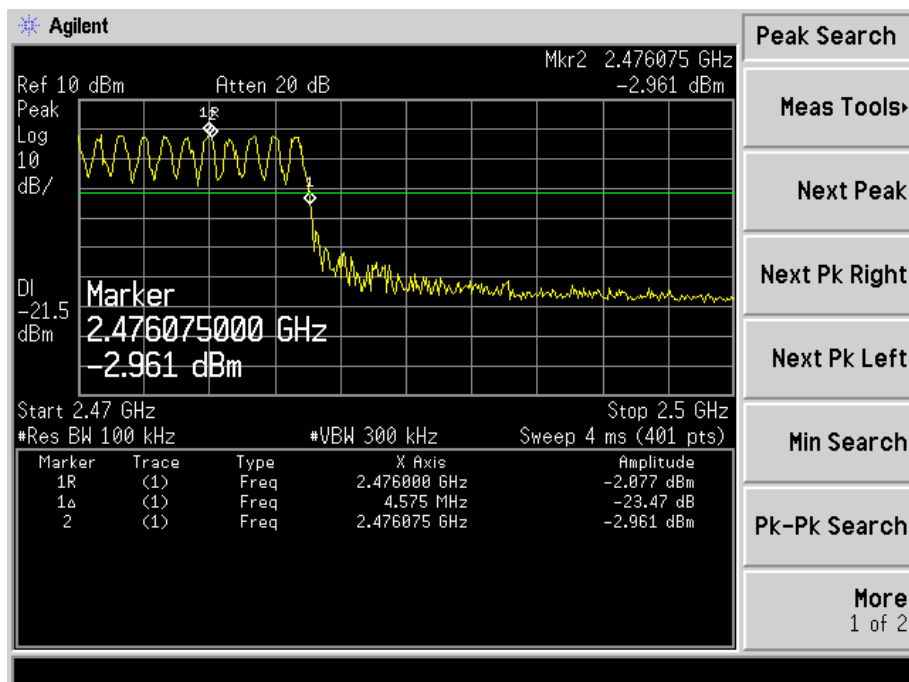 Agilent
Peak Search
Mkr2 2.476075 GHz
Ref 10 dBm Atten 20 dB -2.961 dBm
Peak
Log
10
dB/
1R
2
1
DI
-21.5
dBm
Marker
2.476075000 GHz
-2.961 dBm
Start 2.47 GHz Stop 2.5 GHz
#Res BW 100 kHz #VBW 300 kHz Sweep 4 ms (401 pts)
Marker Trace Type X Axis Amplitude
1R (1) Freq 2.476000 GHz -2.077 dBm
1Δ (1) Freq 4.575 MHz -23.47 dB
2 (1) Freq 2.476075 GHz -2.961 dBm
Meas Tools
Next Peak
Next Pk Right
Next Pk Left
Min Search
Pk-Pk Search
More
1 of 2